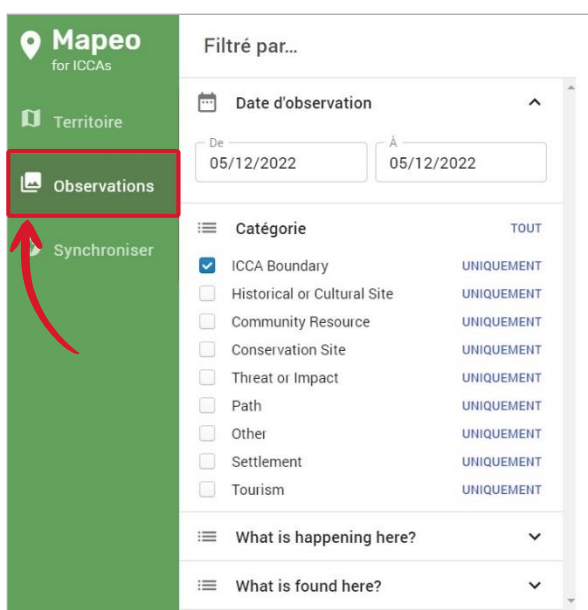 Mapeo
for ICCAs
Territoire
Observations
Synchroniser
Filtré par...
Date d'observation
De
05/12/2022
À
05/12/2022
Catégorie TOUT
ICCA Boundary UNIQUEMENT
Historical or Cultural Site UNIQUEMENT
Community Resource UNIQUEMENT
Conservation Site UNIQUEMENT
Threat or Impact UNIQUEMENT
Path UNIQUEMENT
Other UNIQUEMENT
Settlement UNIQUEMENT
Tourism UNIQUEMENT
What is happening here?
What is found here?